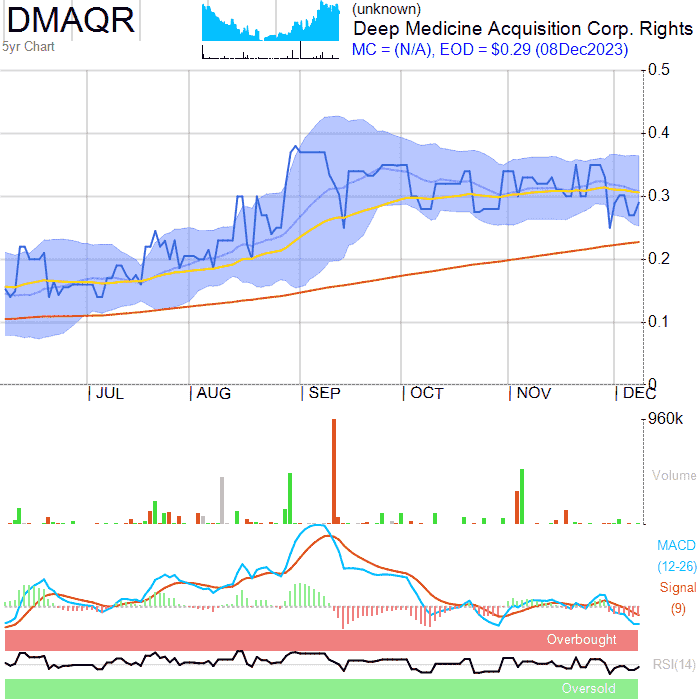 DMAQR
5yr Chart
(unknown)
Deep Medicine Acquisition Corp. Rights
MC = (N/A), EOD = $0.29 (08Dec2023)
0.5
0.4
0.3
0.2
0.1
0
JUL AUG SEP OCT NOV DEC
960k
Volume
MACD
(12-26)
Signal
(9)
Overbought
RSI(14)
Oversold